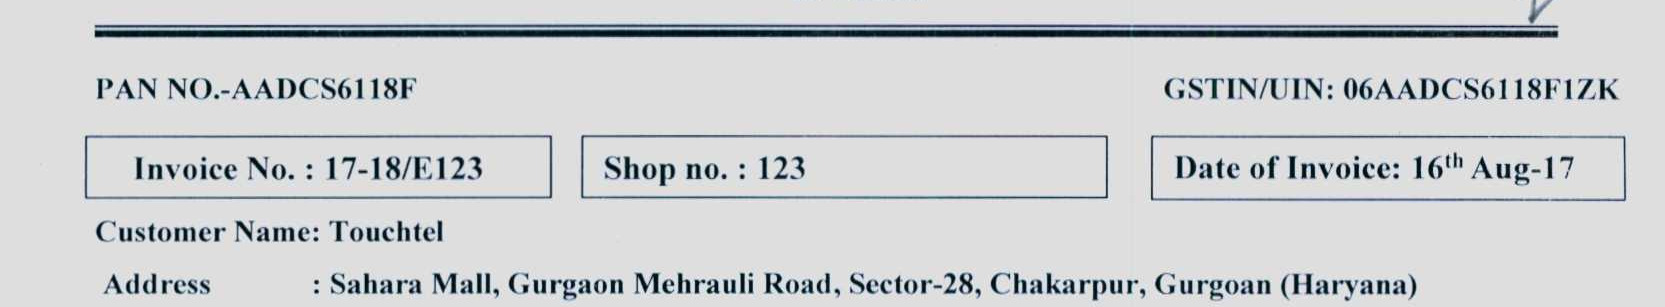 PAN NO.-AADCS6118F GSTIN/UIN: 06AADCS6118F1ZK
Invoice No. : 17-18/E123 Shop no. : 123 Date of Invoice: 16th Aug-17
Customer Name: Touchtel
Address : Sahara Mall, Gurgaon Mehrauli Road, Sector-28, Chakarpur, Gurgoan (Haryana)